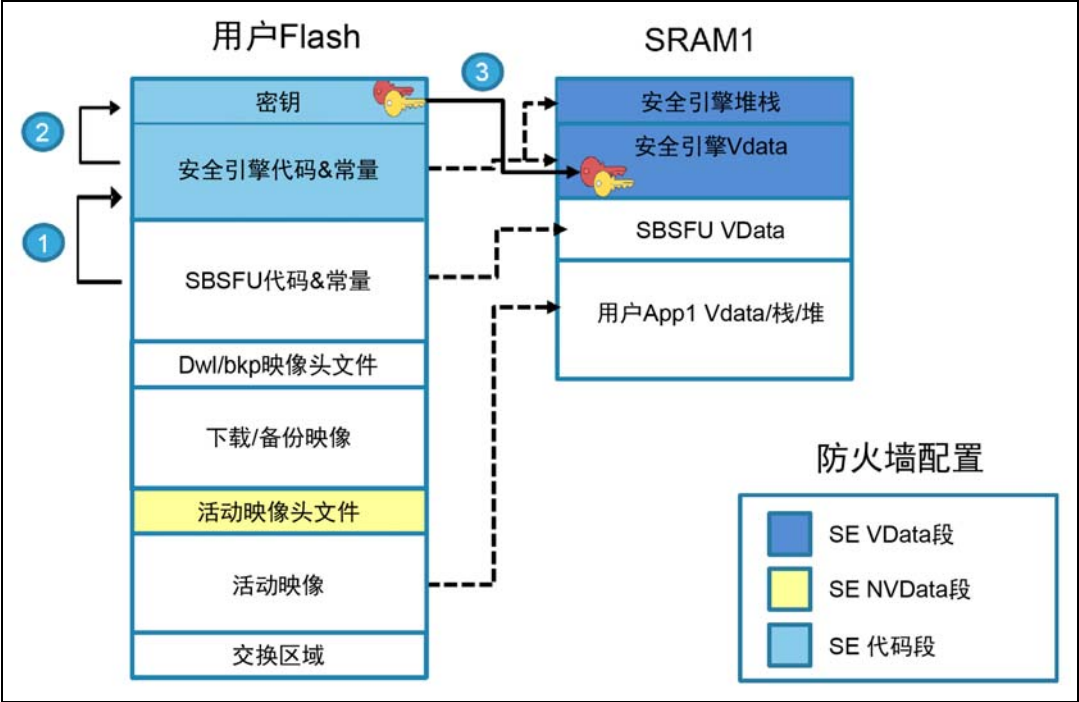 用户Flash
SRAM1
密钥
安全引擎代码&常量
SBSFU代码&常量
Dwl/bkp映像头文件
下载/备份映像
活动映像头文件
活动映像
交换区域
1
2
3
安全引擎堆栈
安全引擎Vdata
SBSFU VData
用户App1 Vdata/栈/堆
防火墙配置
SE VData段
SE NVData段
SE 代码段